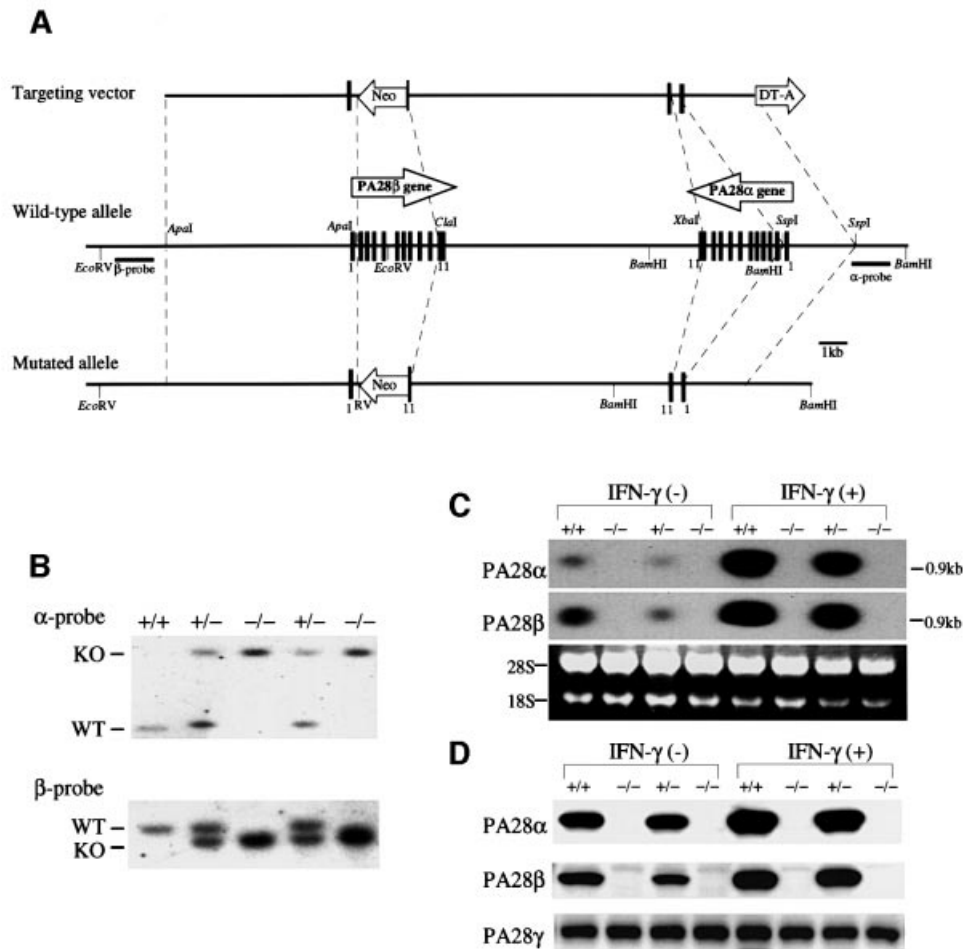 A
Targeting vector
Neo
DT-A
PA28β gene
PA28α gene
Wild-type allele
ApaI
ApaI
ClaI
XbaI
SspI
SspI
EcoRV
β-probe
1
EcoRV
11
BamHI
11
BamHI
1
α-probe
BamHI
1kb
Mutated allele
Neo
EcoRV
1
RV
11
BamHI
11
1
BamHI
B
α-probe
+/+ +/− −/− +/− −/−
KO
WT
β-probe
WT
KO
C
IFN-γ (-) IFN-γ (+)
+/+ −/− +/− −/− +/+ −/− +/− −/−
PA28α 0.9kb
PA28β 0.9kb
28S
18S
D
IFN-γ (-) IFN-γ (+)
+/+ −/− +/− −/− +/+ −/− +/− −/−
PA28α
PA28β
PA28γ